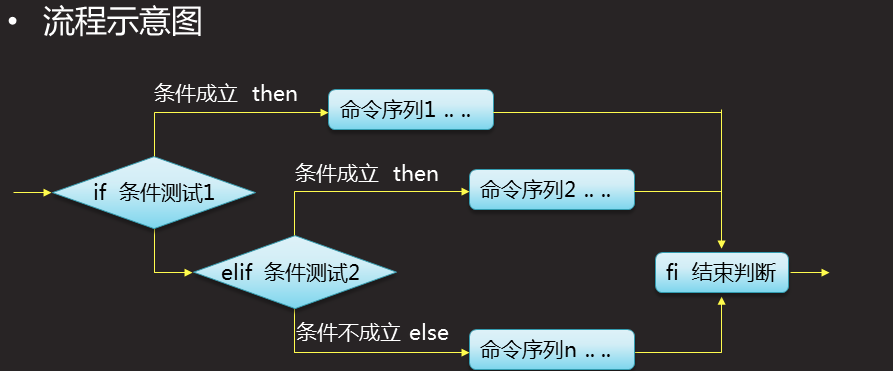 • 流程示意图
条件成立 then
命令序列1 .. ..
条件成立 then
if 条件测试1
命令序列2 .. ..
elif 条件测试2
fi 结束判断
条件不成立 else
命令序列n .. ..